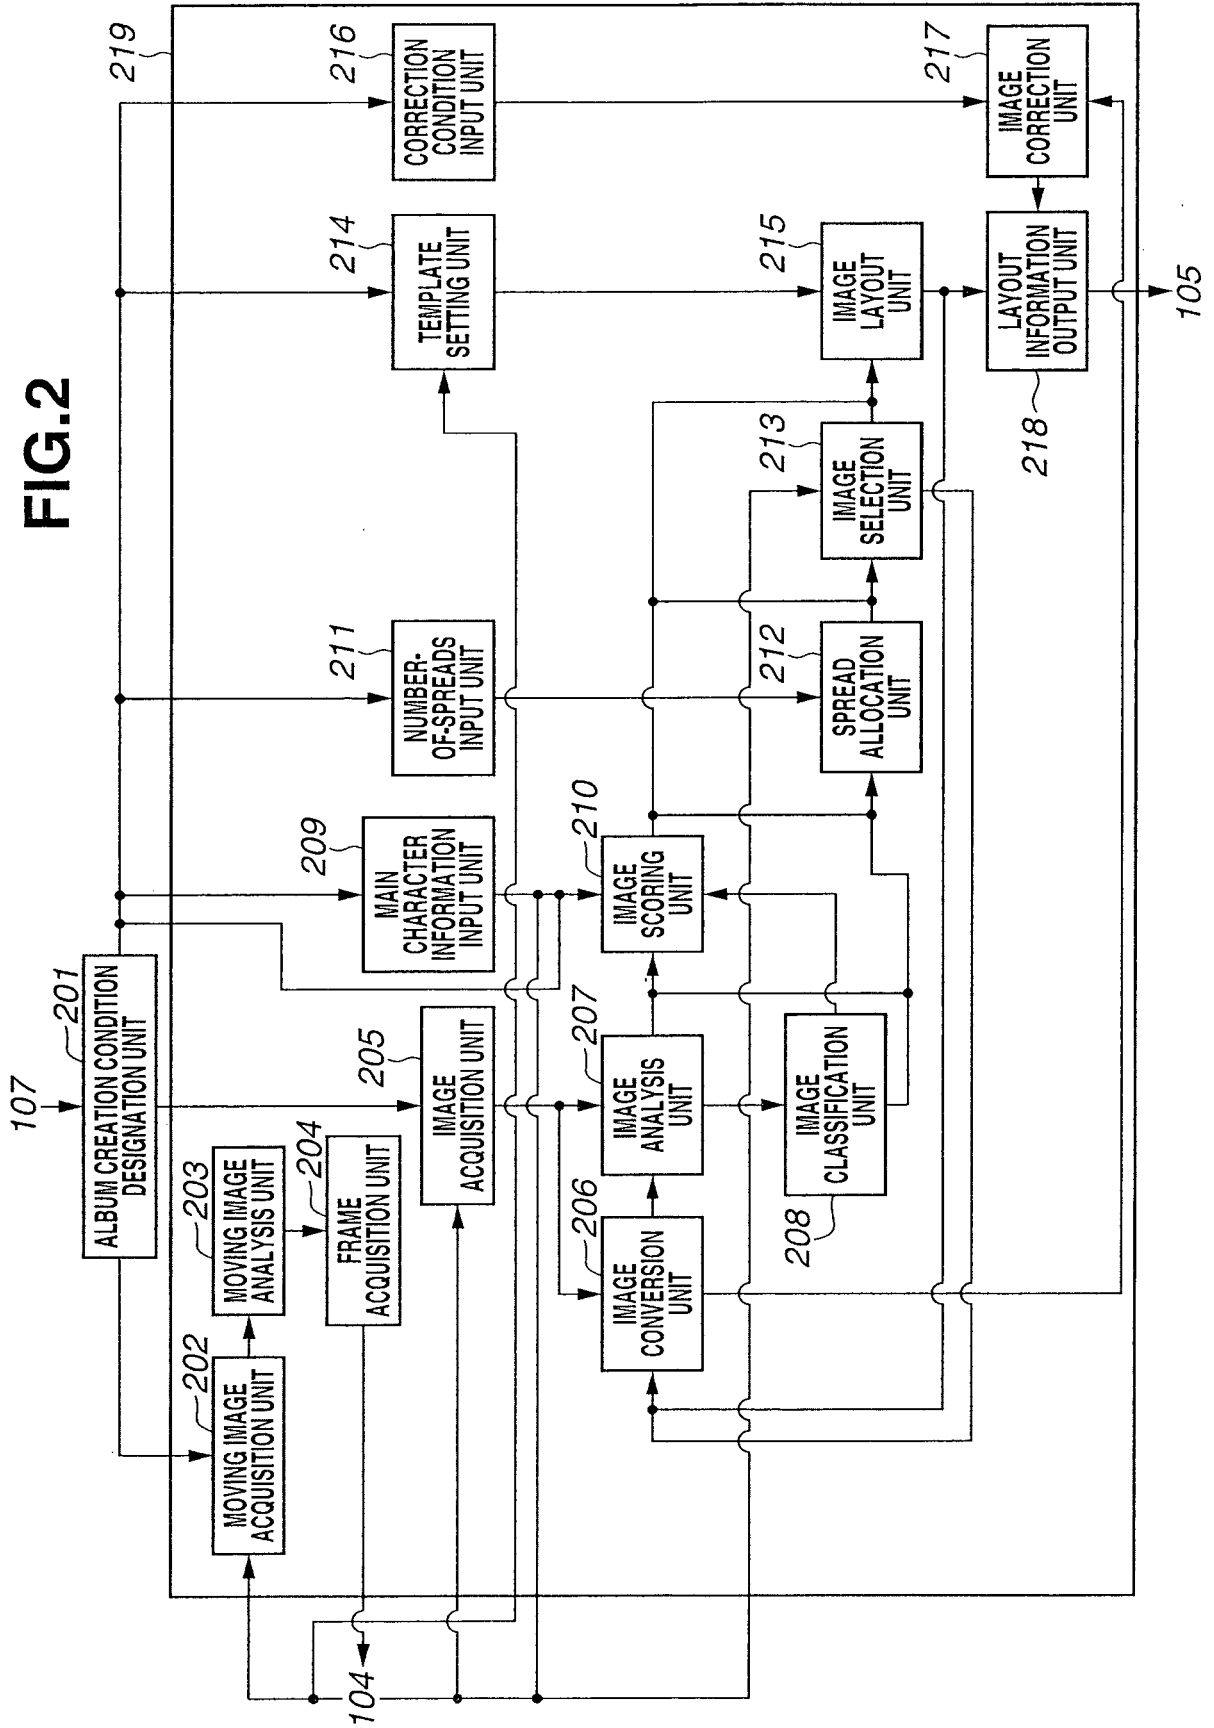 FIG.2
107
201
ALBUM CREATION CONDITION
DESIGNATION UNIT
219
202
MOVING IMAGE
ACQUISITION UNIT
203
MOVING IMAGE
ANALYSIS UNIT
204
FRAME
ACQUISITION UNIT
104
205
IMAGE
ACQUISITION UNIT
209
MAIN
CHARACTER
INFORMATION
INPUT UNIT
211
NUMBER-
OF-SPREADS
INPUT UNIT
214
TEMPLATE
SETTING UNIT
216
CORRECTION
CONDITION
INPUT UNIT
206
IMAGE
CONVERSION
UNIT
207
IMAGE
ANALYSIS
UNIT
210
IMAGE
SCORING
UNIT
208
IMAGE
CLASSIFICATION
UNIT
212
SPREAD
ALLOCATION
UNIT
213
IMAGE
SELECTION
UNIT
215
IMAGE
LAYOUT
UNIT
217
IMAGE
CORRECTION
UNIT
218
LAYOUT
INFORMATION
OUTPUT UNIT
105